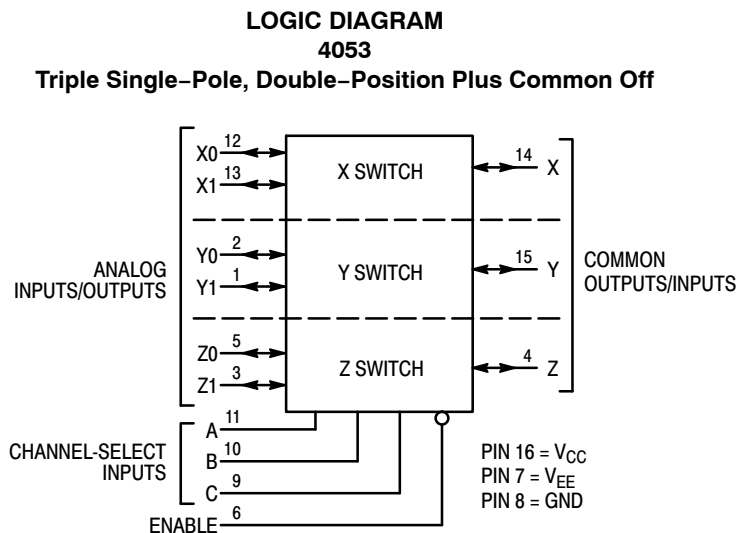 LOGIC DIAGRAM
4053
Triple Single–Pole, Double–Position Plus Common Off
X0 12
X1 13
X SWITCH
14 X
Y0 2
Y1 1
Y SWITCH
15 Y
ANALOG
INPUTS/OUTPUTS
COMMON
OUTPUTS/INPUTS
Z0 5
Z1 3
Z SWITCH
4 Z
CHANNEL-SELECT
INPUTS
A 11
B 10
C 9
ENABLE 6
PIN 16 = VCC
PIN 7 = VEE
PIN 8 = GND